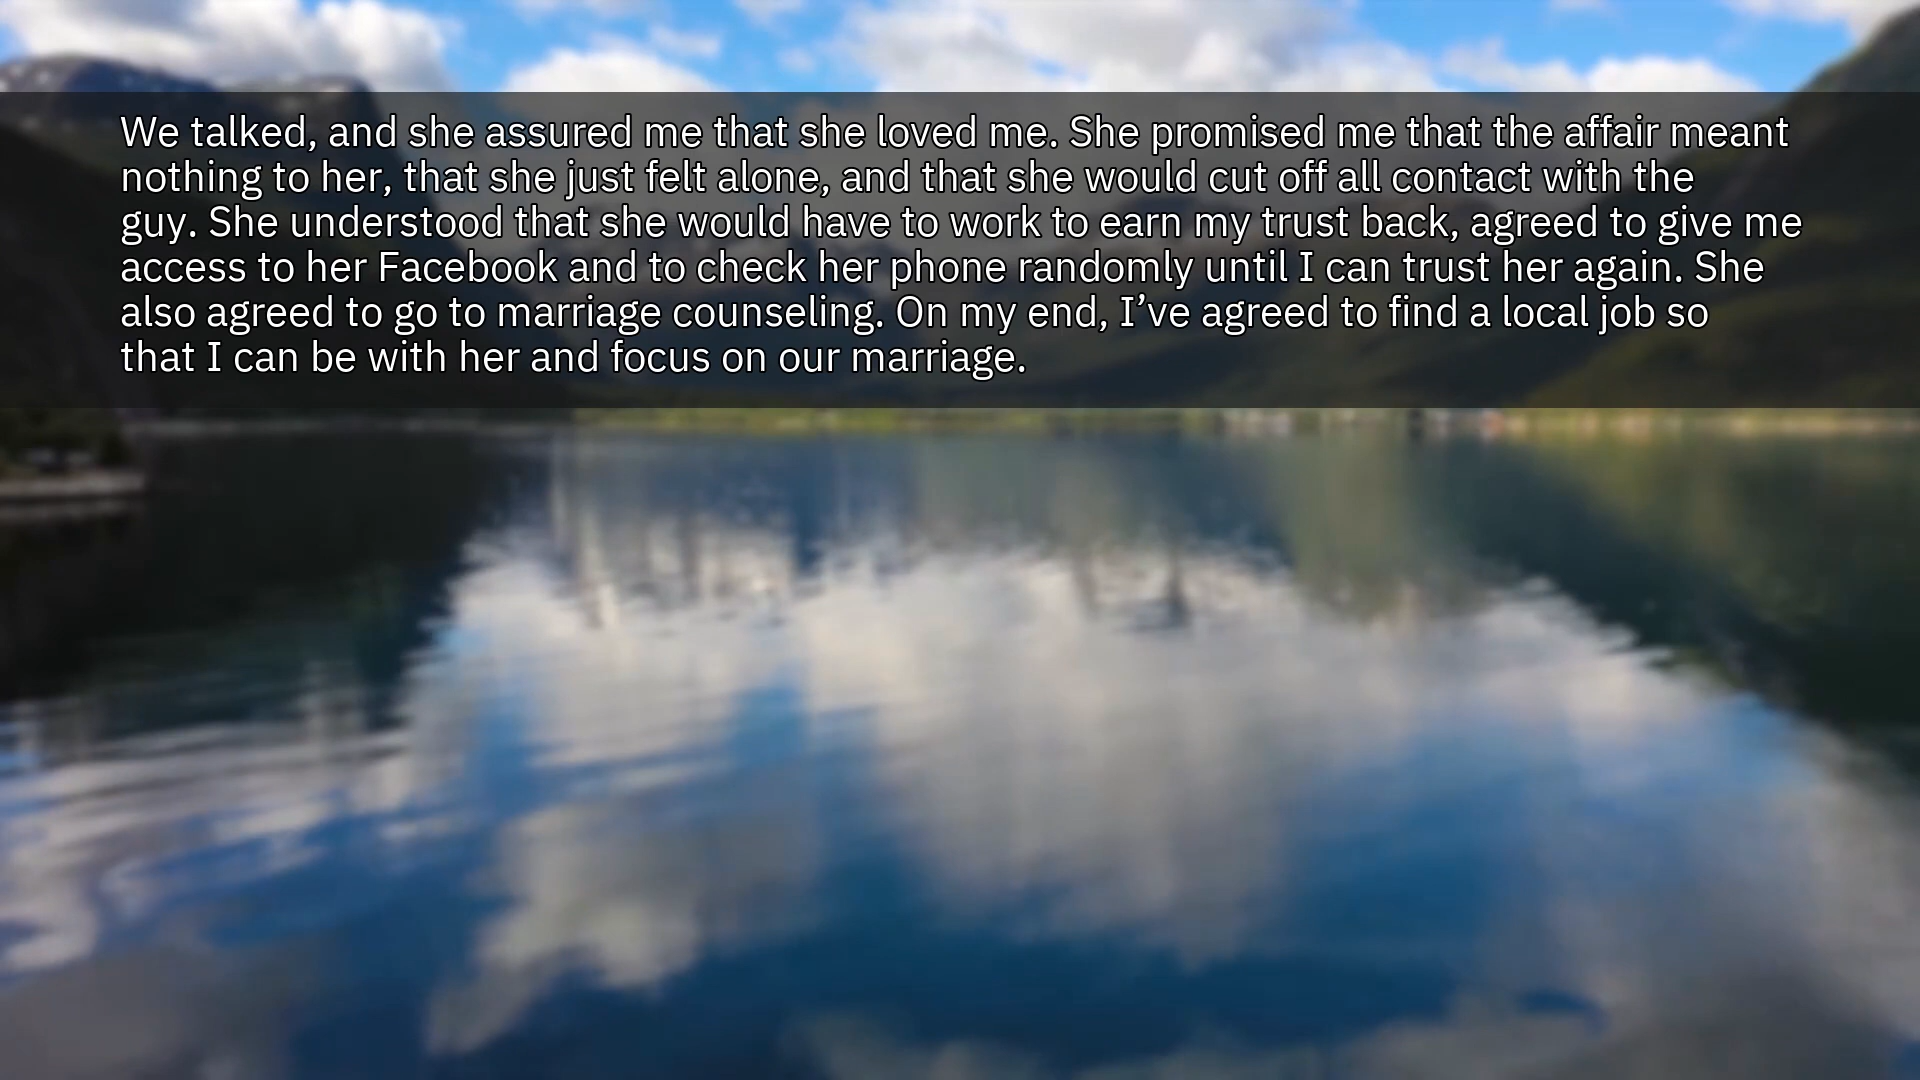 We talked, and she assured me that she loved me. She promised me that the affair meant
nothing to her, that she just felt alone, and that she would cut off all contact with the
guy. She understood that she would have to work to earn my trust back, agreed to give me
access to her Facebook and to check her phone randomly until I can trust her again. She
also agreed to go to marriage counseling. On my end, I’ve agreed to find a local job so
that I can be with her and focus on our marriage.